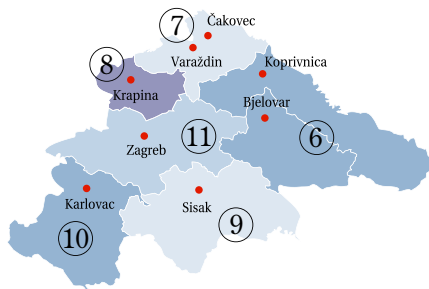 7
Čakovec
Varaždin
8
Koprivnica
Krapina
Bjelovar
11
6
Zagreb
Karlovac
Sisak
9
10